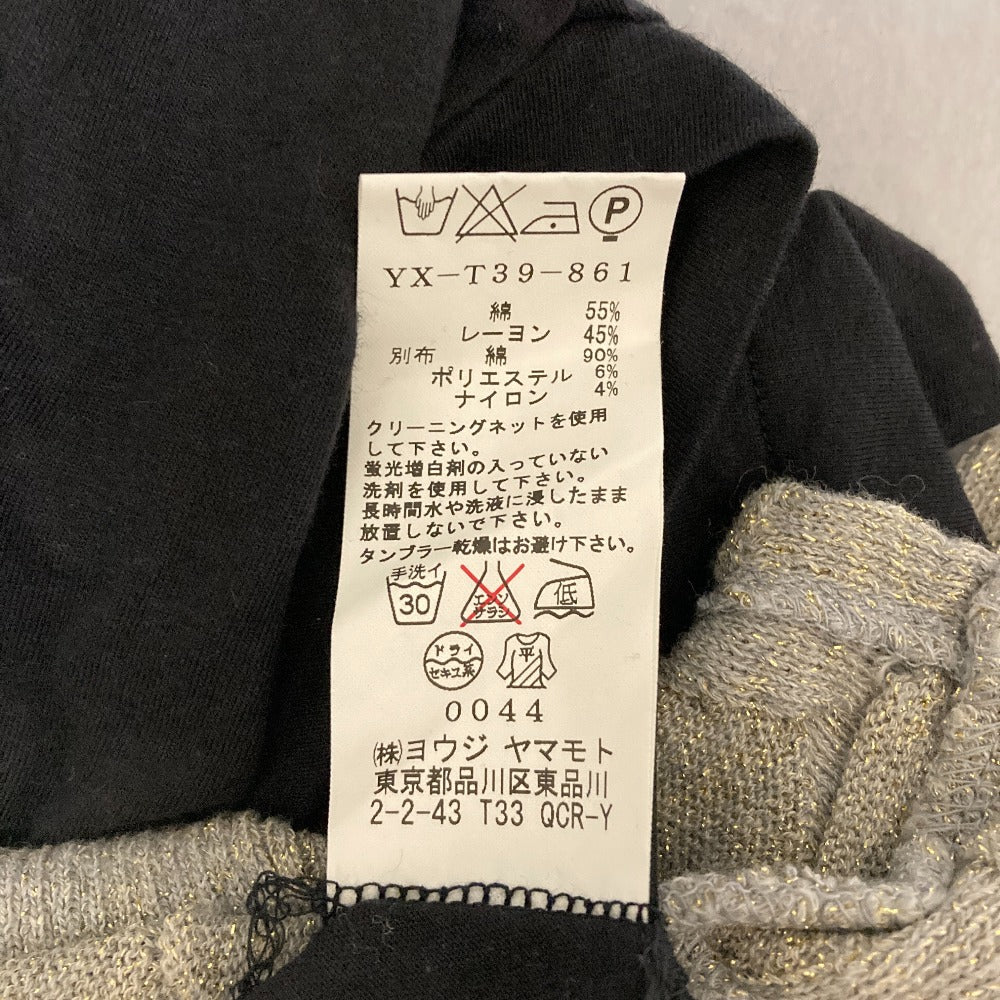 P
YX-T39-861
綿 55%
レーヨン 45%
別布 綿 90%
ポリエステル 6%
ナイロン 4%
クリーニングネットを使用
して下さい。
蛍光増白剤の入っていない
洗剤を使用して下さい。
長時間水や洗液に浸したまま
放置しないで下さい。
タンブラー乾燥はお避け下さい。
手洗イ
30
エンソ
サラシ
低
ドライ
セキユ系
平
0044
㈱ヨウジ ヤマモト
東京都品川区東品川
2-2-43 T33 QCR-Y